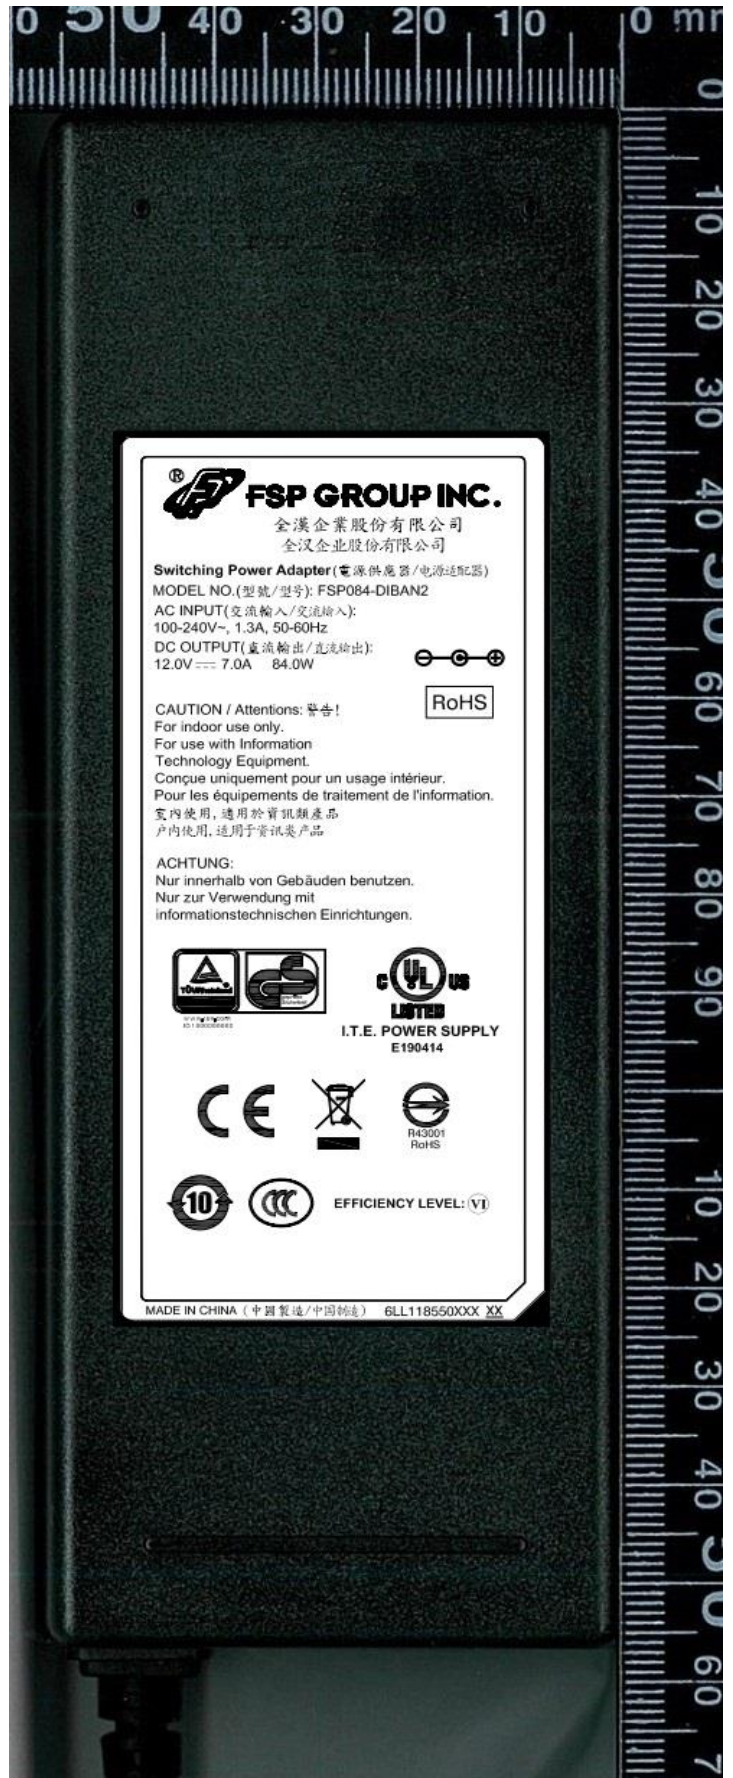 0 50 40 30 20 10 0 mm
0
10
20
30
40
50
60
70
80
90
10
20
30
40
50
60
7
®
FSP GROUP INC.
全漢企業股份有限公司
全汉企业股份有限公司
Switching Power Adapter(電源供應器/电源适配器)
MODEL NO.(型號/型号): FSP084-DIBAN2
AC INPUT(交流輸入/交流输入):
100-240V~, 1.3A, 50-60Hz
DC OUTPUT(直流輸出/直流输出):
12.0V⎓ 7.0A 84.0W
RoHS
CAUTION / Attentions: 警告!
For indoor use only.
For use with Information
Technology Equipment.
Conçue uniquement pour un usage intérieur.
Pour les équipements de traitement de l'information.
室內使用, 適用於資訊類產品
户内使用, 适用于资讯类产品
ACHTUNG:
Nur innerhalb von Gebäuden benutzen.
Nur zur Verwendung mit
informationstechnischen Einrichtungen.
C UL US
LISTED
I.T.E. POWER SUPPLY
E190414
CE
R43001
RoHS
10
CCC
EFFICIENCY LEVEL: VI
MADE IN CHINA (中國製造/中国制造) 6LL118550XXX XX